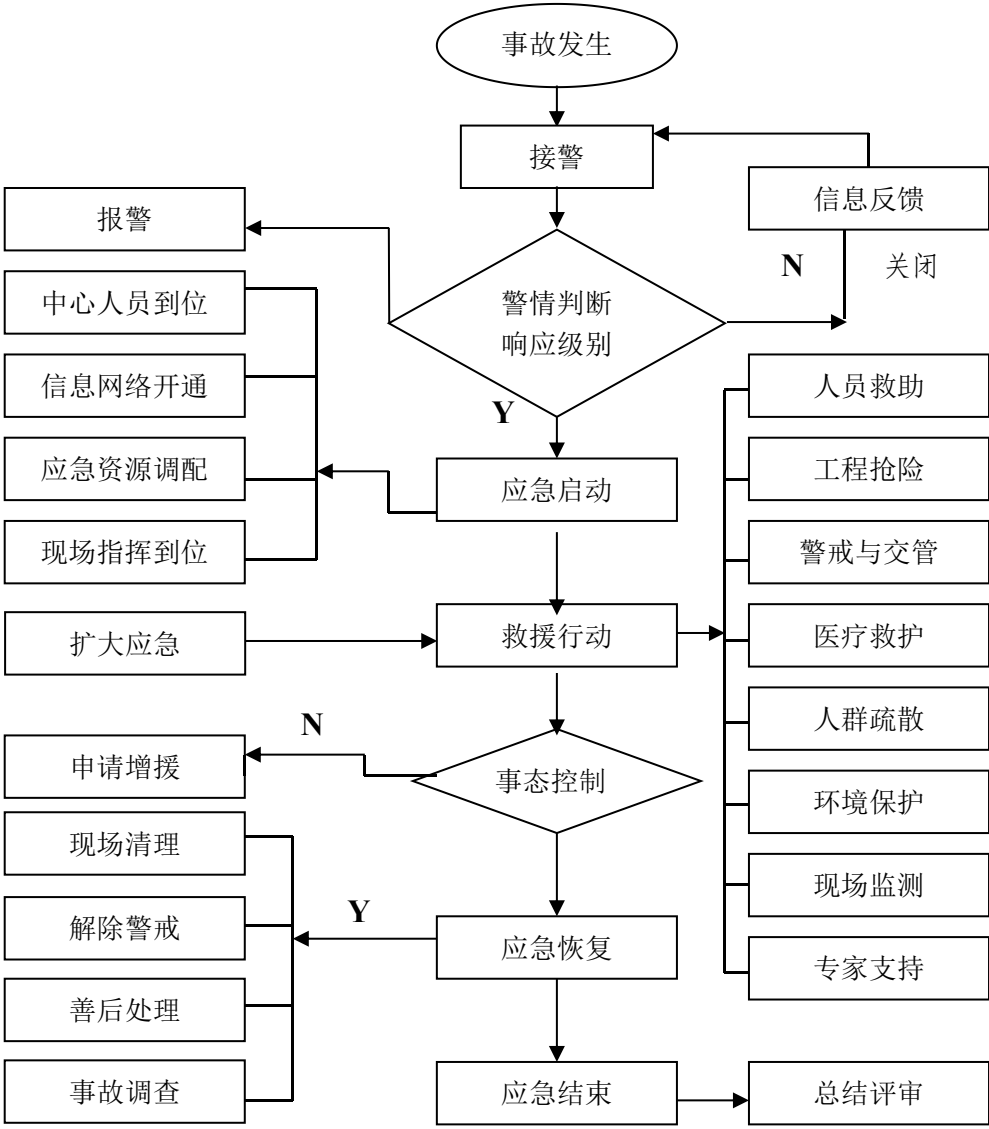 事故发生
接警
信息反馈
报警
N
关闭
中心人员到位
警情判断
响应级别
信息网络开通
人员救助
Y
应急资源调配
应急启动
工程抢险
现场指挥到位
警戒与交管
扩大应急
救援行动
医疗救护
人群疏散
N
申请增援
事态控制
环境保护
现场清理
现场监测
Y
解除警戒
应急恢复
专家支持
善后处理
事故调查
应急结束
总结评审